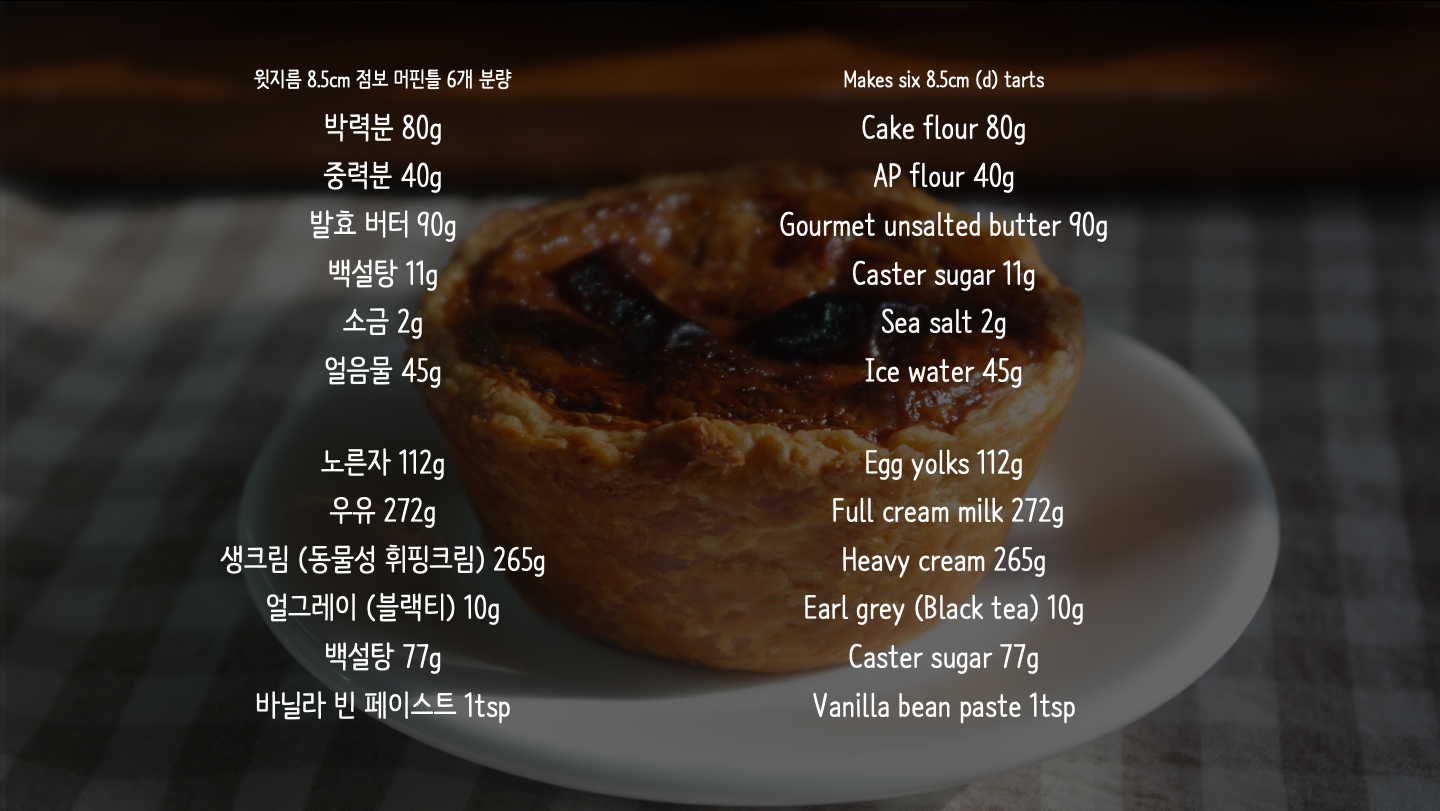 윗지름 8.5cm 점보 머핀틀 6개 분량
박력분 80g
중력분 40g
발효 버터 90g
백설탕 11g
소금 2g
얼음물 45g
노른자 112g
우유 272g
생크림 (동물성 휘핑크림) 265g
얼그레이 (블랙티) 10g
백설탕 77g
바닐라 빈 페이스트 1tsp
Makes six 8.5cm (d) tarts
Cake flour 80g
AP flour 40g
Gourmet unsalted butter 90g
Caster sugar 11g
Sea salt 2g
Ice water 45g
Egg yolks 112g
Full cream milk 272g
Heavy cream 265g
Earl grey (Black tea) 10g
Caster sugar 77g
Vanilla bean paste 1tsp